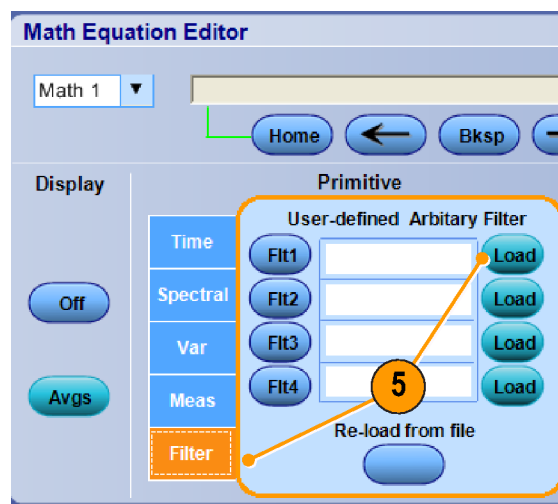 Math Equation Editor
Math 1
Home
Bksp
Display
Primitive
User-defined Arbitary Filter
Time
Flt1
Load
Spectral
Flt2
Load
Off
Var
Flt3
Load
Meas
Flt4
5
Load
Avgs
Filter
Re-load from file